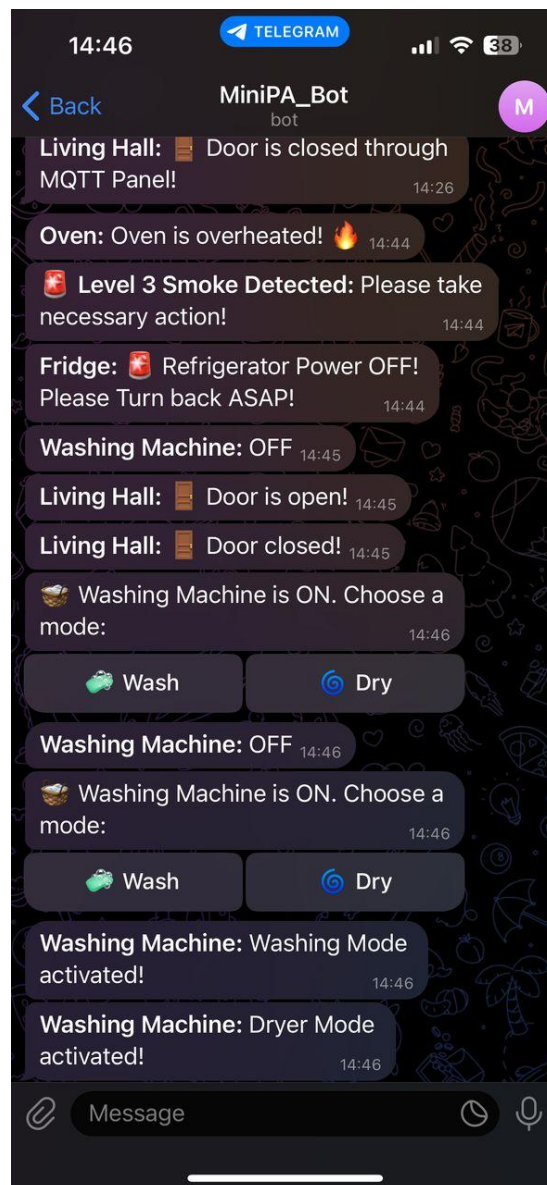 14:46
TELEGRAM
38
Back
MiniPA_Bot
bot
M
Living Hall: 🚪 Door is closed through
MQTT Panel!
14:26
Oven: Oven is overheated! 🔥 14:44
🚨 Level 3 Smoke Detected: Please take
necessary action!
14:44
Fridge: 🚨 Refrigerator Power OFF!
Please Turn back ASAP!
14:44
Washing Machine: OFF 14:45
Living Hall: 🚪 Door is open! 14:45
Living Hall: 🚪 Door closed! 14:45
🧺 Washing Machine is ON. Choose a
mode:
14:46
🧼 Wash
🌀 Dry
Washing Machine: OFF 14:46
🧺 Washing Machine is ON. Choose a
mode:
14:46
🧼 Wash
🌀 Dry
Washing Machine: Washing Mode
activated!
14:46
Washing Machine: Dryer Mode
activated!
14:46
Message